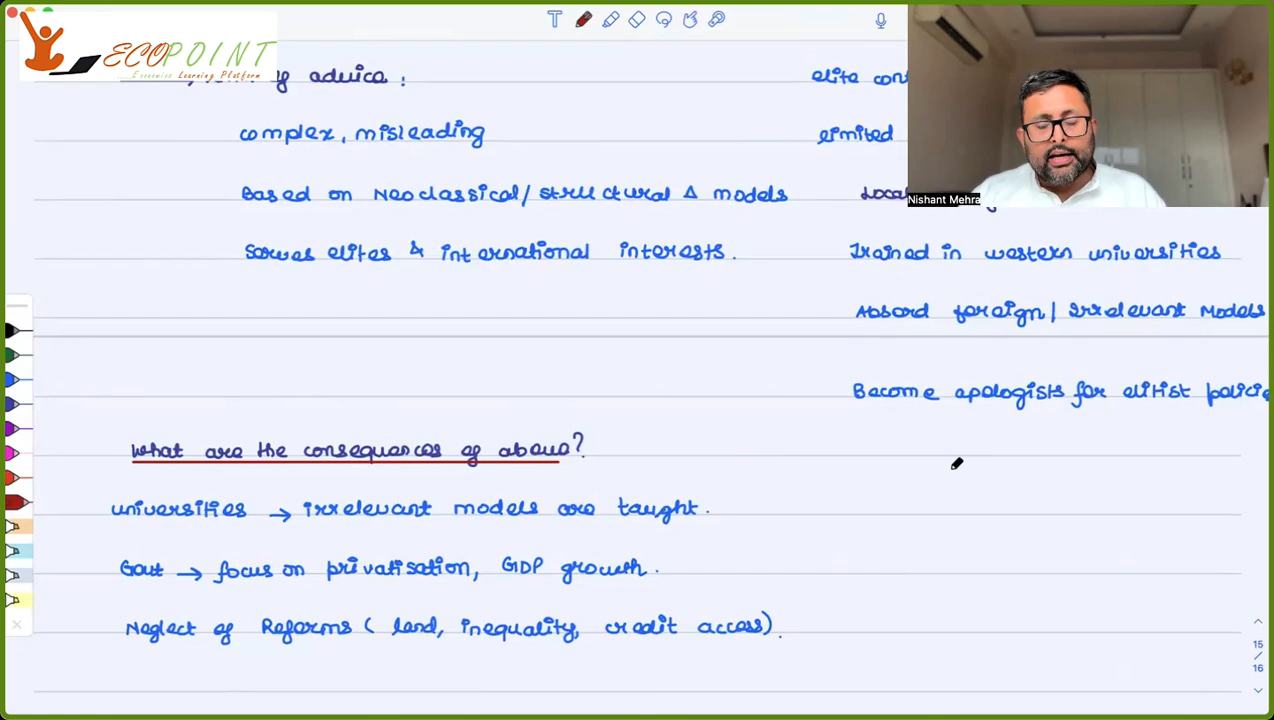 ECOPOINT
....Economics Learning Platform
advica :
complex, misleading
Based on Neoclassical/structural Δ models
Serves elites & international interests.
elite con
limited
Nishant Mehra
Local
Trained in western universities
Absord foreign/Irrelevant Models
Become apologists for elitist policie
What are the consequences of above?
universities → irrelevant models are taught.
Govt → focus on privatisation, GDP growth.
Neglect of Reforms ( land, inequality, credit access).
15
/
16